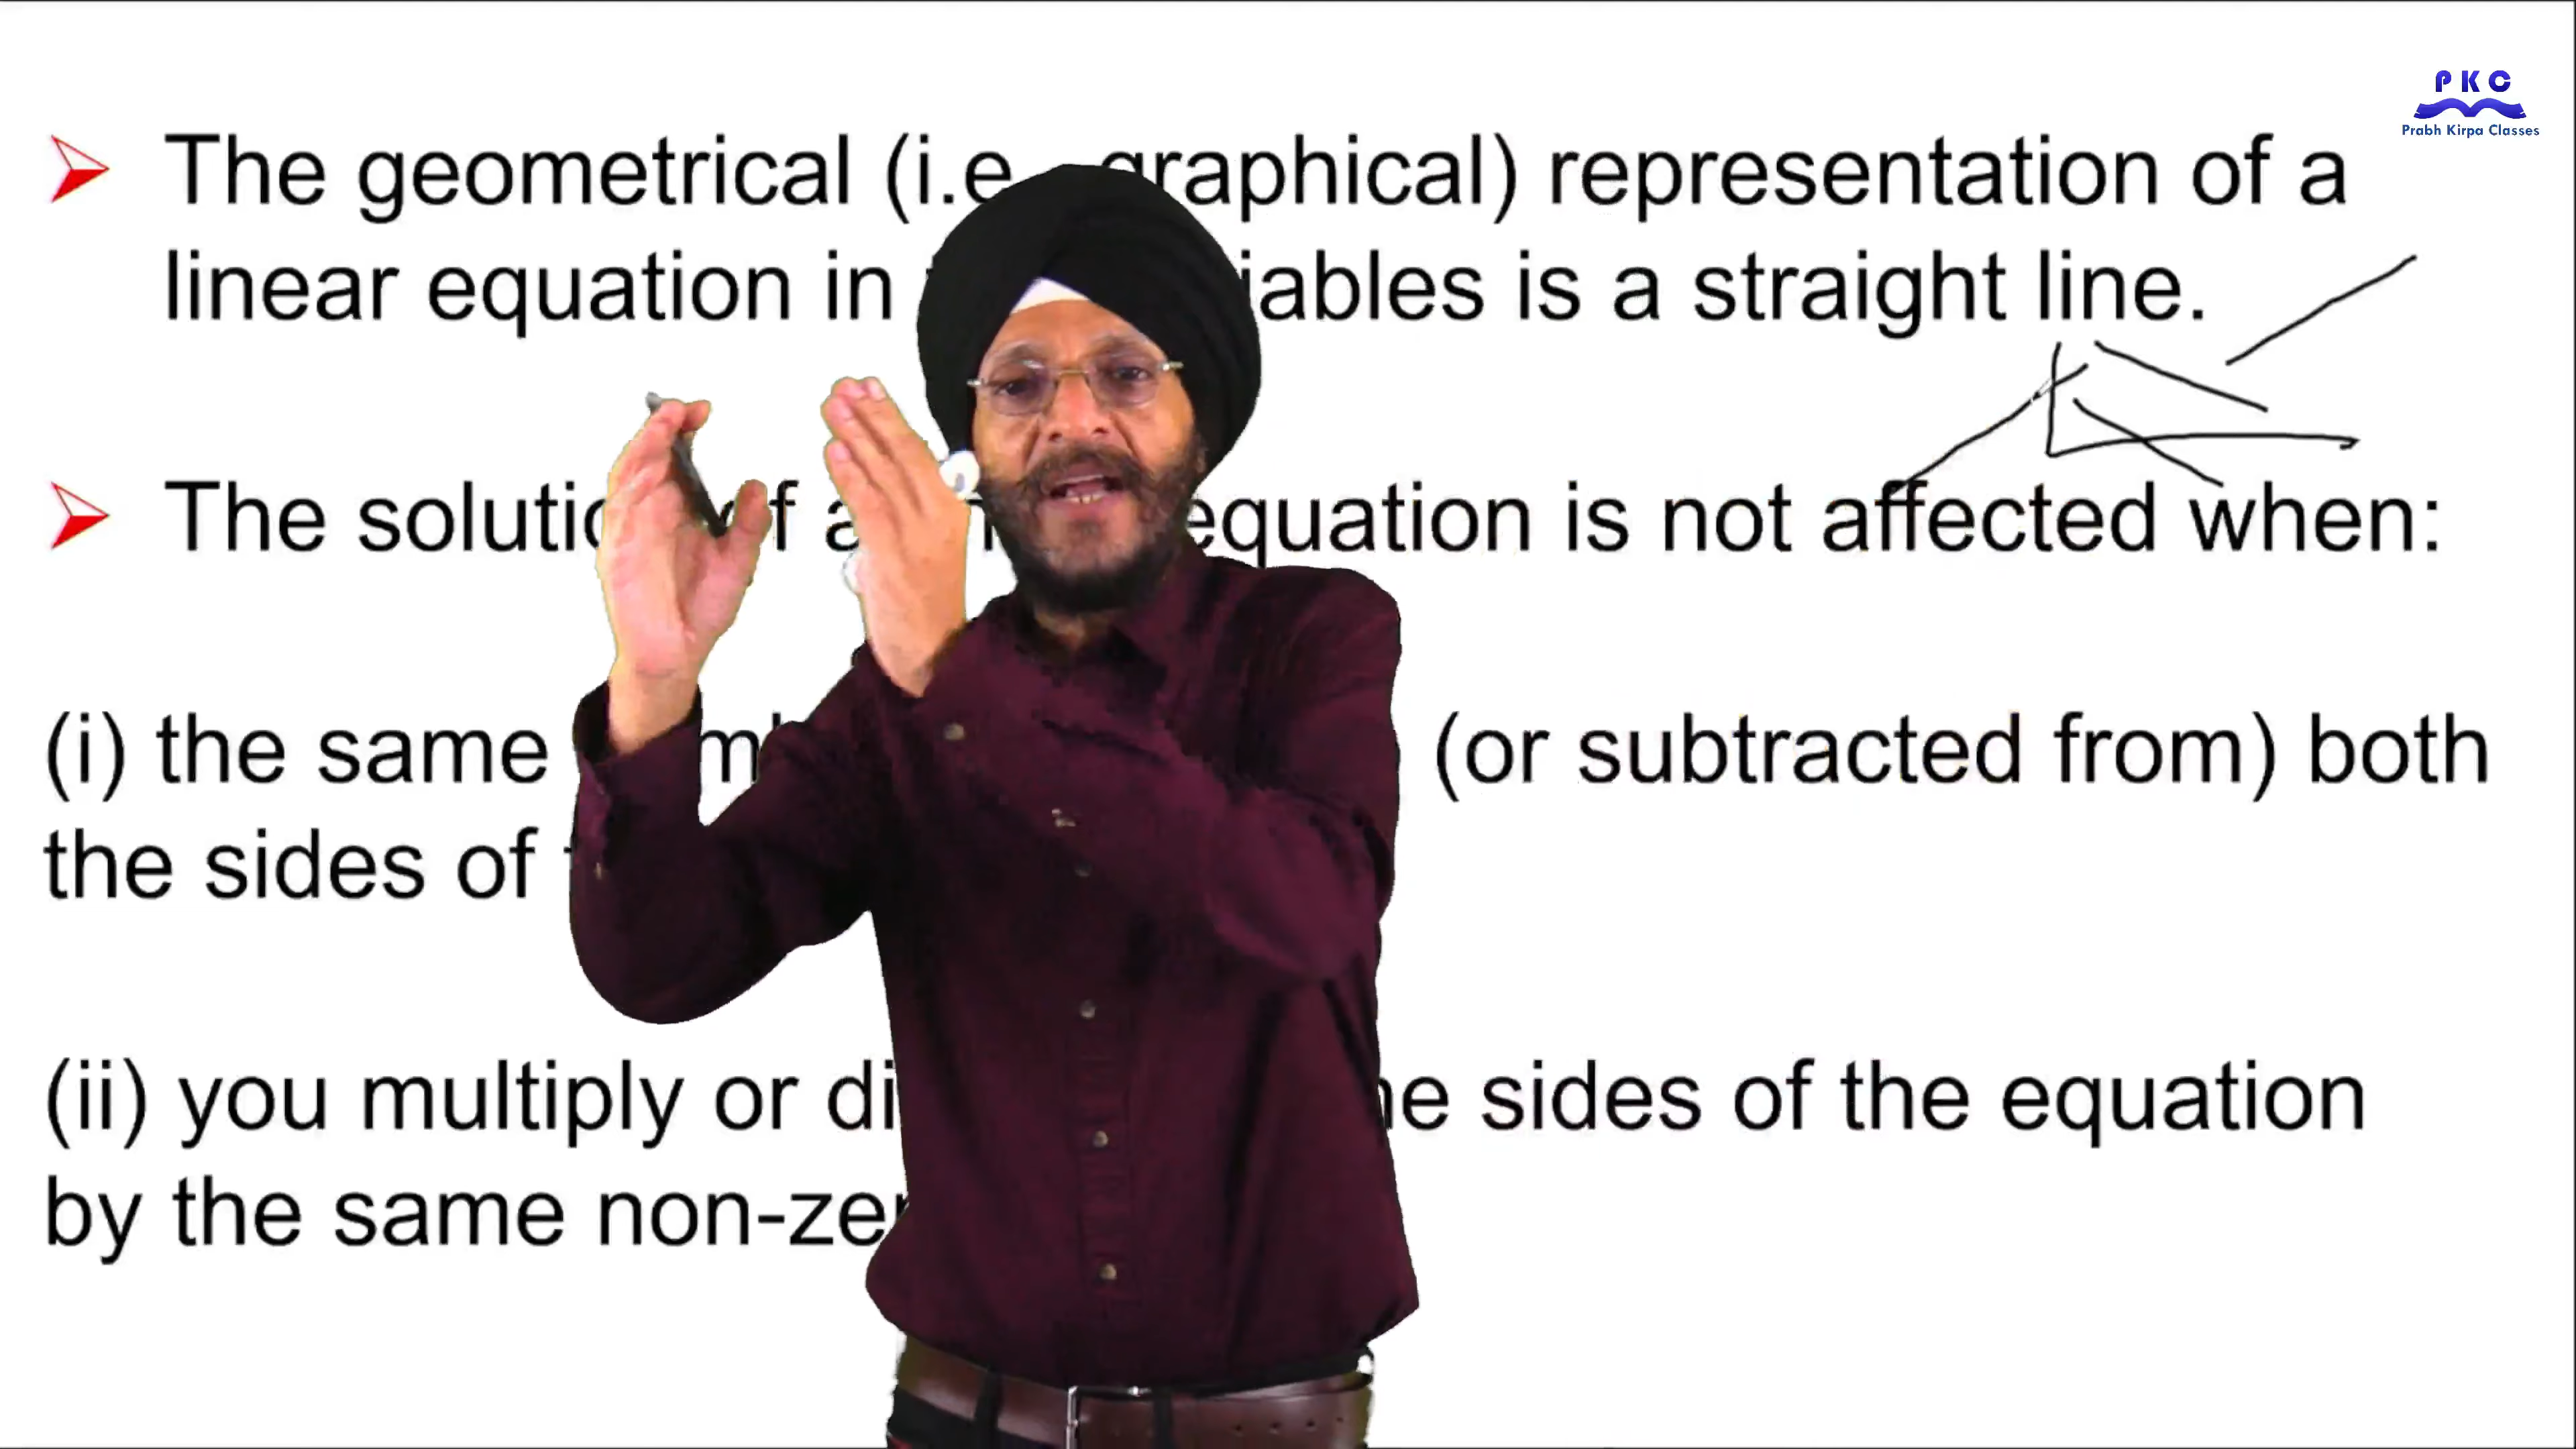 P K C
Prabh Kirpa Classes
The geometrical (i.e. graphical) representation of a
linear equation in iables is a straight line.
The solutio f a equation is not affected when:
(i) the same (or subtracted from) both
the sides of
(ii) you multiply or di he sides of the equation
by the same non-zer